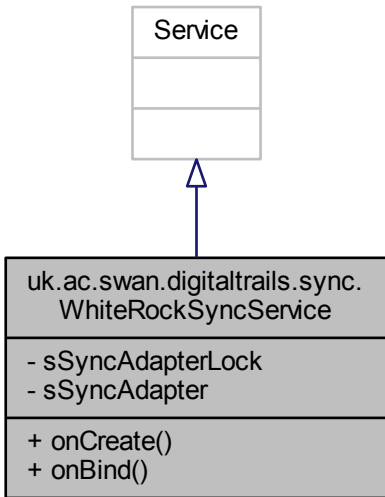 Service
uk.ac.swan.digitaltrails.sync.
WhiteRockSyncService
- sSyncAdapterLock
- sSyncAdapter
+ onCreate()
+ onBind()